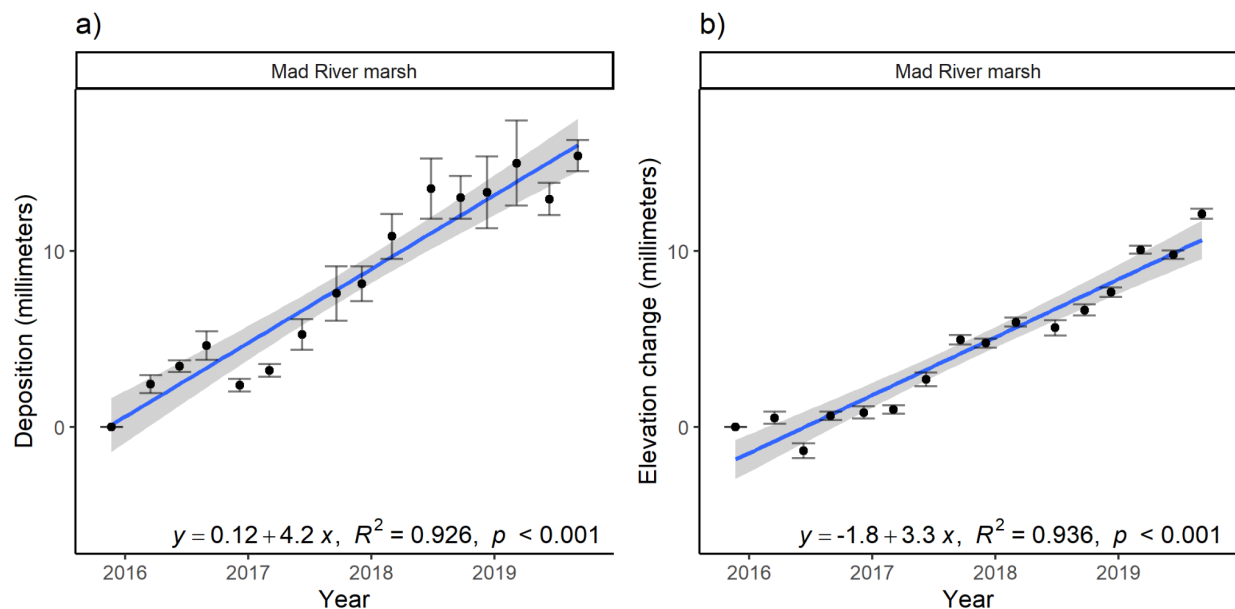 a)
Mad River marsh
Deposition (millimeters)
10
0
y = 0.12 + 4.2 x, R² = 0.926, p < 0.001
2016 2017 2018 2019
Year
b)
Mad River marsh
Elevation change (millimeters)
10
0
y = -1.8 + 3.3 x, R² = 0.936, p < 0.001
2016 2017 2018 2019
Year